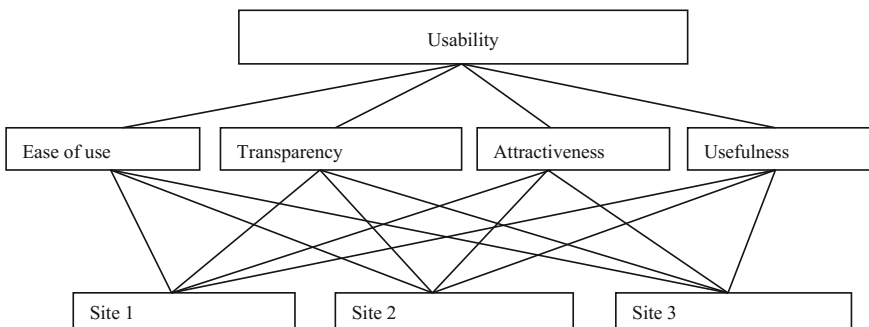 Usability
Ease of use
Transparency
Attractiveness
Usefulness
Site 1
Site 2
Site 3